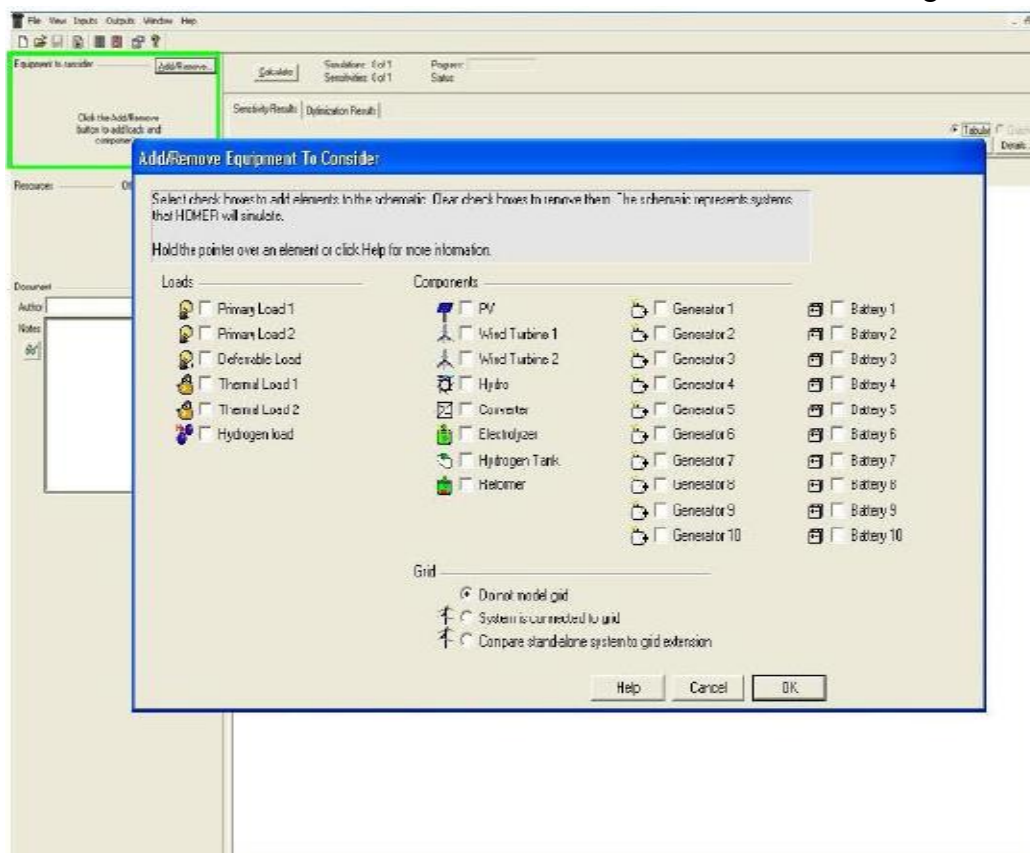 File View Inputs Outputs Window Help
Equipment to consider Add/Remove...
Calculate
Simulations: 0 of 1 Progress:
Sensitivities: 0 of 1 Status:
Click the Add/Remove
button to add loads and
Sensitivity Results Optimization Results
Tabular
Details...
Add/Remove Equipment To Consider
Resources
Select check boxes to add elements to the schematic. Clear check boxes to remove them. The schematic represents systems
that HOMER will simulate.
Hold the pointer over an element or click Help for more information.
Document
Author
Notes
Loads
Primary Load 1
Primary Load 2
Deferrable Load
Thermal Load 1
Thermal Load 2
Hydrogen load
Components
PV
Wind Turbine 1
Wind Turbine 2
Hydro
Converter
Electrolyzer
Hydrogen Tank
Reformer
Generator 1
Generator 2
Generator 3
Generator 4
Generator 5
Generator 6
Generator 7
Generator 8
Generator 9
Generator 10
Battery 1
Battery 2
Battery 3
Battery 4
Battery 5
Battery 6
Battery 7
Battery 8
Battery 9
Battery 10
Grid
Do not model grid
System is connected to grid
Compare stand-alone system to grid extension
Help Cancel OK